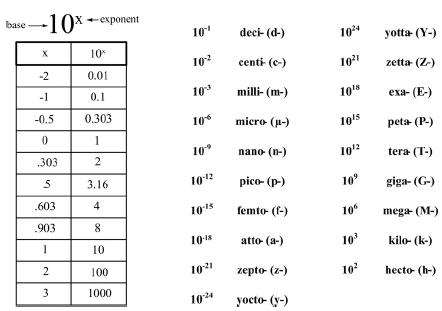 base 10x exponent
x 10x
-2 0.01
-1 0.1
-0.5 0.303
0 1
.303 2
.5 3.16
.603 4
.903 8
1 10
2 100
3 1000
10-1 deci- (d-)
10-2 centi- (c-)
10-3 milli- (m-)
10-6 micro- (μ-)
10-9 nano- (n-)
10-12 pico- (p-)
10-15 femto- (f-)
10-18 atto- (a-)
10-21 zepto- (z-)
10-24 yocto- (y-)
1024 yotta- (Y-)
1021 zetta- (Z-)
1018 exa- (E-)
1015 peta- (P-)
1012 tera- (T-)
109 giga- (G-)
106 mega- (M-)
103 kilo- (k-)
102 hecto- (h-)